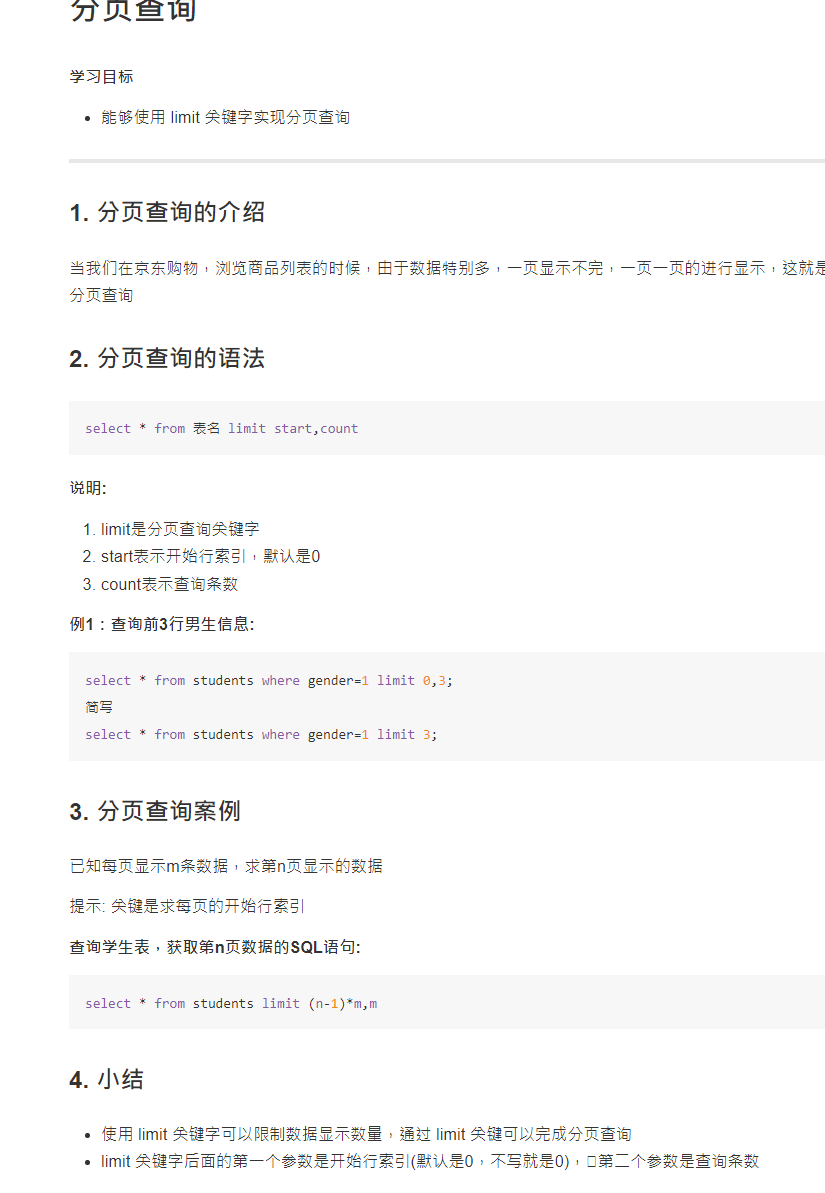 分页查询
学习目标
• 能够使用 limit 关键字实现分页查询
1. 分页查询的介绍
当我们在京东购物，浏览商品列表的时候，由于数据特别多，一页显示不完，一页一页的进行显示，这就是
分页查询
2. 分页查询的语法
select * from 表名 limit start,count
说明:
1. limit是分页查询关键字
2. start表示开始行索引，默认是0
3. count表示查询条数
例1：查询前3行男生信息:
select * from students where gender=1 limit 0,3;
简写
select * from students where gender=1 limit 3;
3. 分页查询案例
已知每页显示m条数据，求第n页显示的数据
提示: 关键是求每页的开始行索引
查询学生表，获取第n页数据的SQL语句:
select * from students limit (n-1)*m,m
4. 小结
• 使用 limit 关键字可以限制数据显示数量，通过 limit 关键可以完成分页查询
• limit 关键字后面的第一个参数是开始行索引(默认是0，不写就是0)，▯第二个参数是查询条数